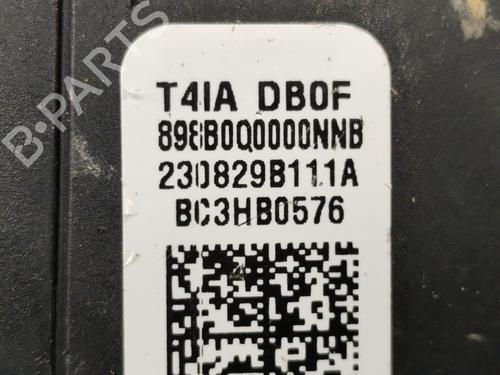 B-PARTS
T4IA DB0F
898B0Q0000NNB
230829B111A
BC3HB0576